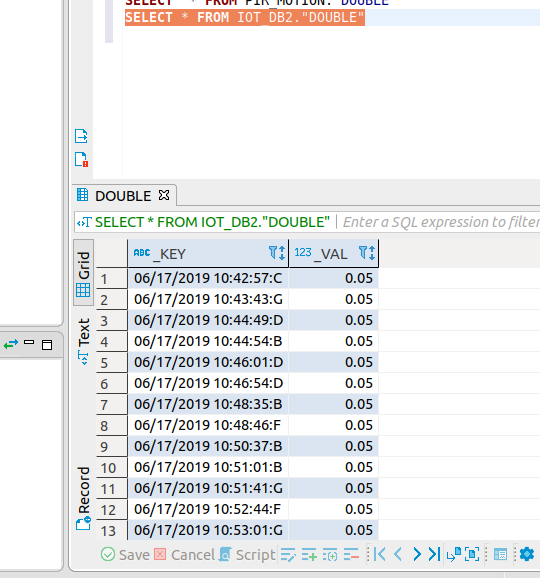 SELECT * FROM PIR_MOTION."DOUBLE"
SELECT * FROM IOT_DB2."DOUBLE"
DOUBLE
SELECT * FROM IOT_DB2."DOUBLE" Enter a SQL expression to filter
Grid
Text
Record
ABC _KEY 123 _VAL
1 06/17/2019 10:42:57:C 0.05
2 06/17/2019 10:43:43:G 0.05
3 06/17/2019 10:44:49:D 0.05
4 06/17/2019 10:44:54:B 0.05
5 06/17/2019 10:46:01:D 0.05
6 06/17/2019 10:46:54:D 0.05
7 06/17/2019 10:48:35:B 0.05
8 06/17/2019 10:48:46:F 0.05
9 06/17/2019 10:50:37:B 0.05
10 06/17/2019 10:51:01:B 0.05
11 06/17/2019 10:51:41:G 0.05
12 06/17/2019 10:52:44:F 0.05
13 06/17/2019 10:53:01:G 0.05
Save Cancel Script